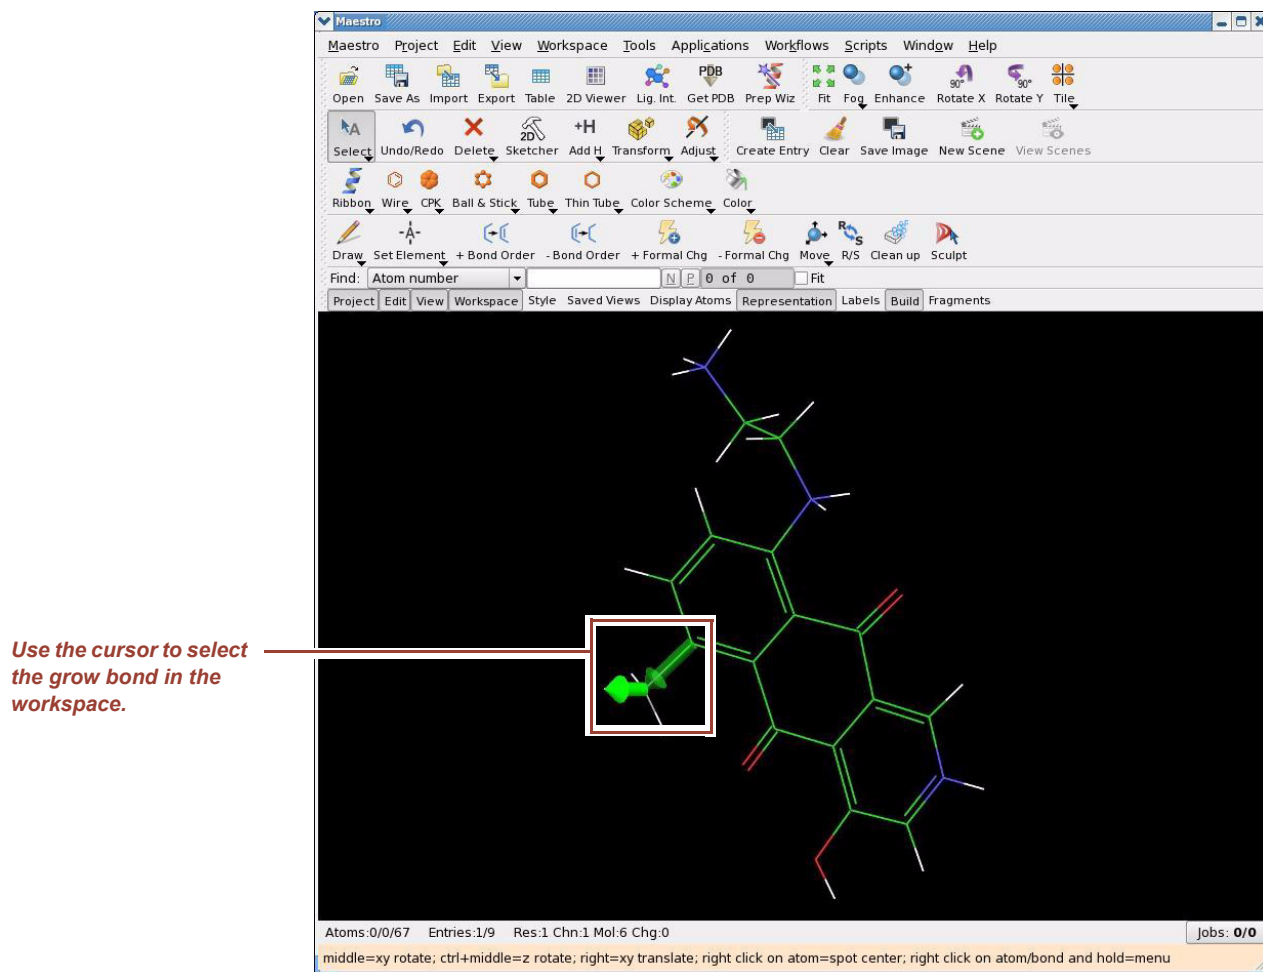 Maestro
Maestro Project Edit View Workspace Tools Applications Workflows Scripts Window Help
Open Save As Import Export Table 2D Viewer Lig. Int. PDB Get PDB Prep Wiz Fit Fog Enhance 90° Rotate X 90° Rotate Y Tile
A Select Undo/Redo Delete 2D Sketcher +H Add H Transform Adjust Create Entry Clear Save Image New Scene View Scenes
Ribbon Wire CPK Ball & Stick Tube Thin Tube Color Scheme Color
Draw -A- Set Element + Bond Order - Bond Order + Formal Chg - Formal Chg Move R S R/S Clean up Sculpt
Find: Atom number N P 0 of 0 Fit
Project Edit View Workspace Style Saved Views Display Atoms Representation Labels Build Fragments
Use the cursor to select
the grow bond in the
workspace.
Atoms:0/0/67 Entries:1/9 Res:1 Chn:1 Mol:6 Chg:0 Jobs: 0/0
middle=xy rotate; ctrl+middle=z rotate; right=xy translate; right click on atom=spot center; right click on atom/bond and hold=menu